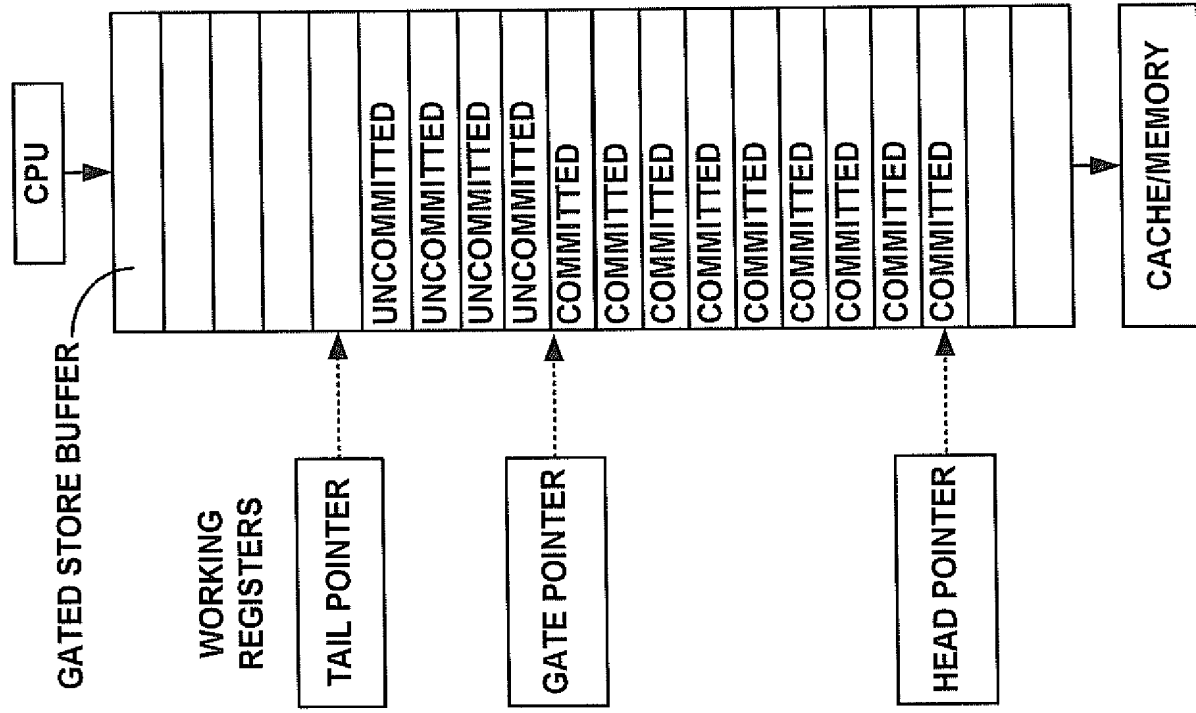 CPU
GATED STORE BUFFER
WORKING
REGISTERS
TAIL POINTER
UNCOMMITTED
UNCOMMITTED
UNCOMMITTED
UNCOMMITTED
GATE POINTER
COMMITTED
COMMITTED
COMMITTED
COMMITTED
COMMITTED
COMMITTED
COMMITTED
COMMITTED
HEAD POINTER
COMMITTED
CACHE/MEMORY